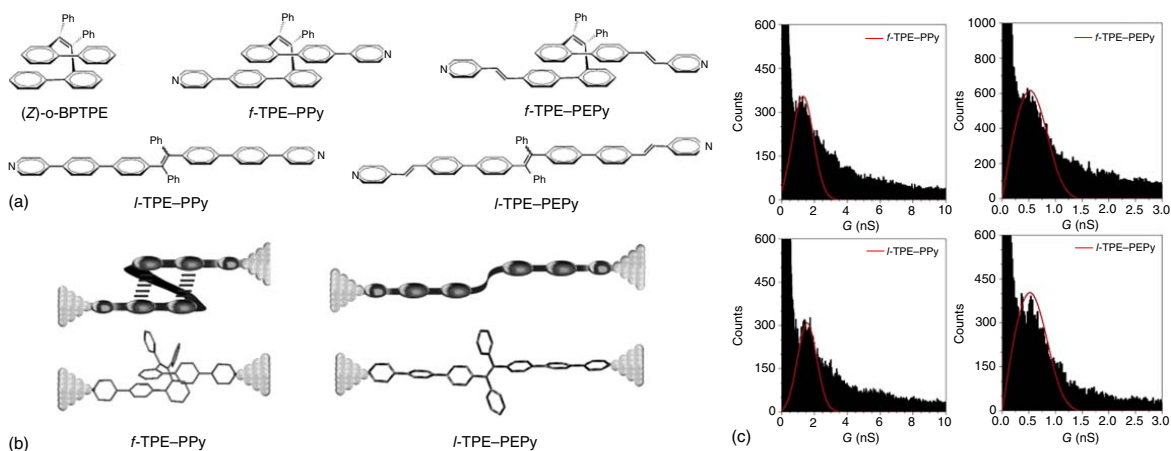 Ph
Ph
(Z)-o-BPTPE
Ph
Ph
N
N
f-TPE–PPy
Ph
Ph
N
N
f-TPE–PEPy
N
Ph
Ph
N
l-TPE–PPy
N
Ph
Ph
N
l-TPE–PEPy
(a)
f-TPE–PPy
l-TPE–PEPy
(b)
600
450
300
150
0
Counts
f-TPE–PPy
0 2 4 6 8 10
G (nS)
1000
800
600
400
200
0
Counts
f-TPE–PEPy
0.0 0.5 1.0 1.5 2.0 2.5 3.0
G (nS)
600
450
300
150
0
Counts
l-TPE–PPy
0 2 4 6 8 10
G (nS)
600
450
300
150
0
Counts
l-TPE–PEPy
0.0 0.5 1.0 1.5 2.0 2.5 3.0
G (nS)
(c)